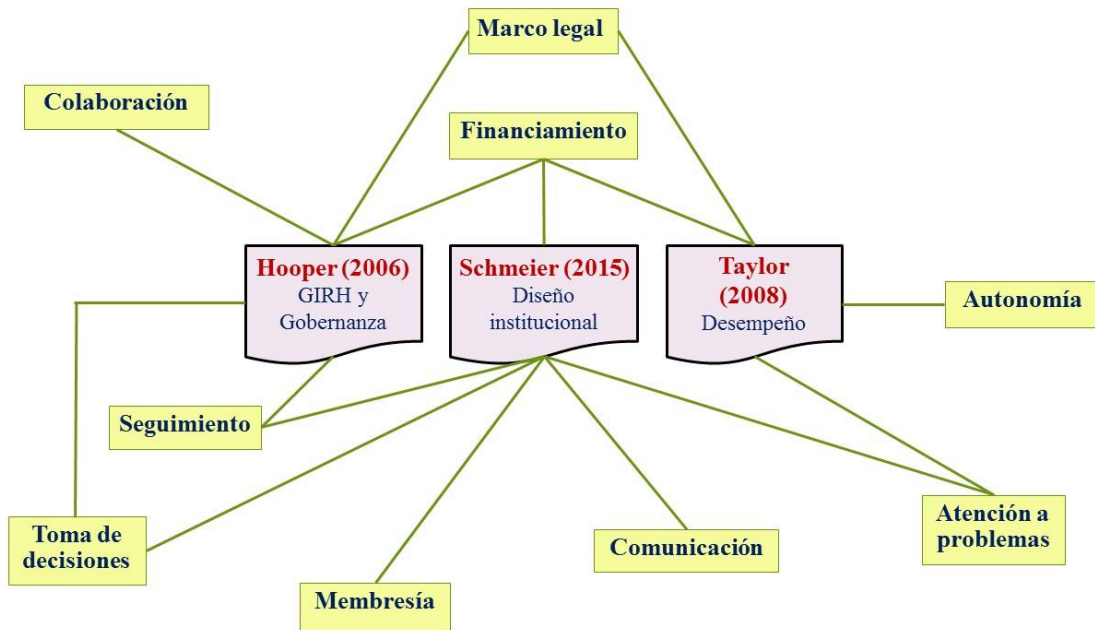 Marco legal
Colaboración
Financiamiento
Hooper (2006)
GIRH y
Gobernanza
Schmeier (2015)
Diseño
institucional
Taylor
(2008)
Desempeño
Autonomía
Seguimiento
Toma de
decisiones
Membresía
Comunicación
Atención a
problemas